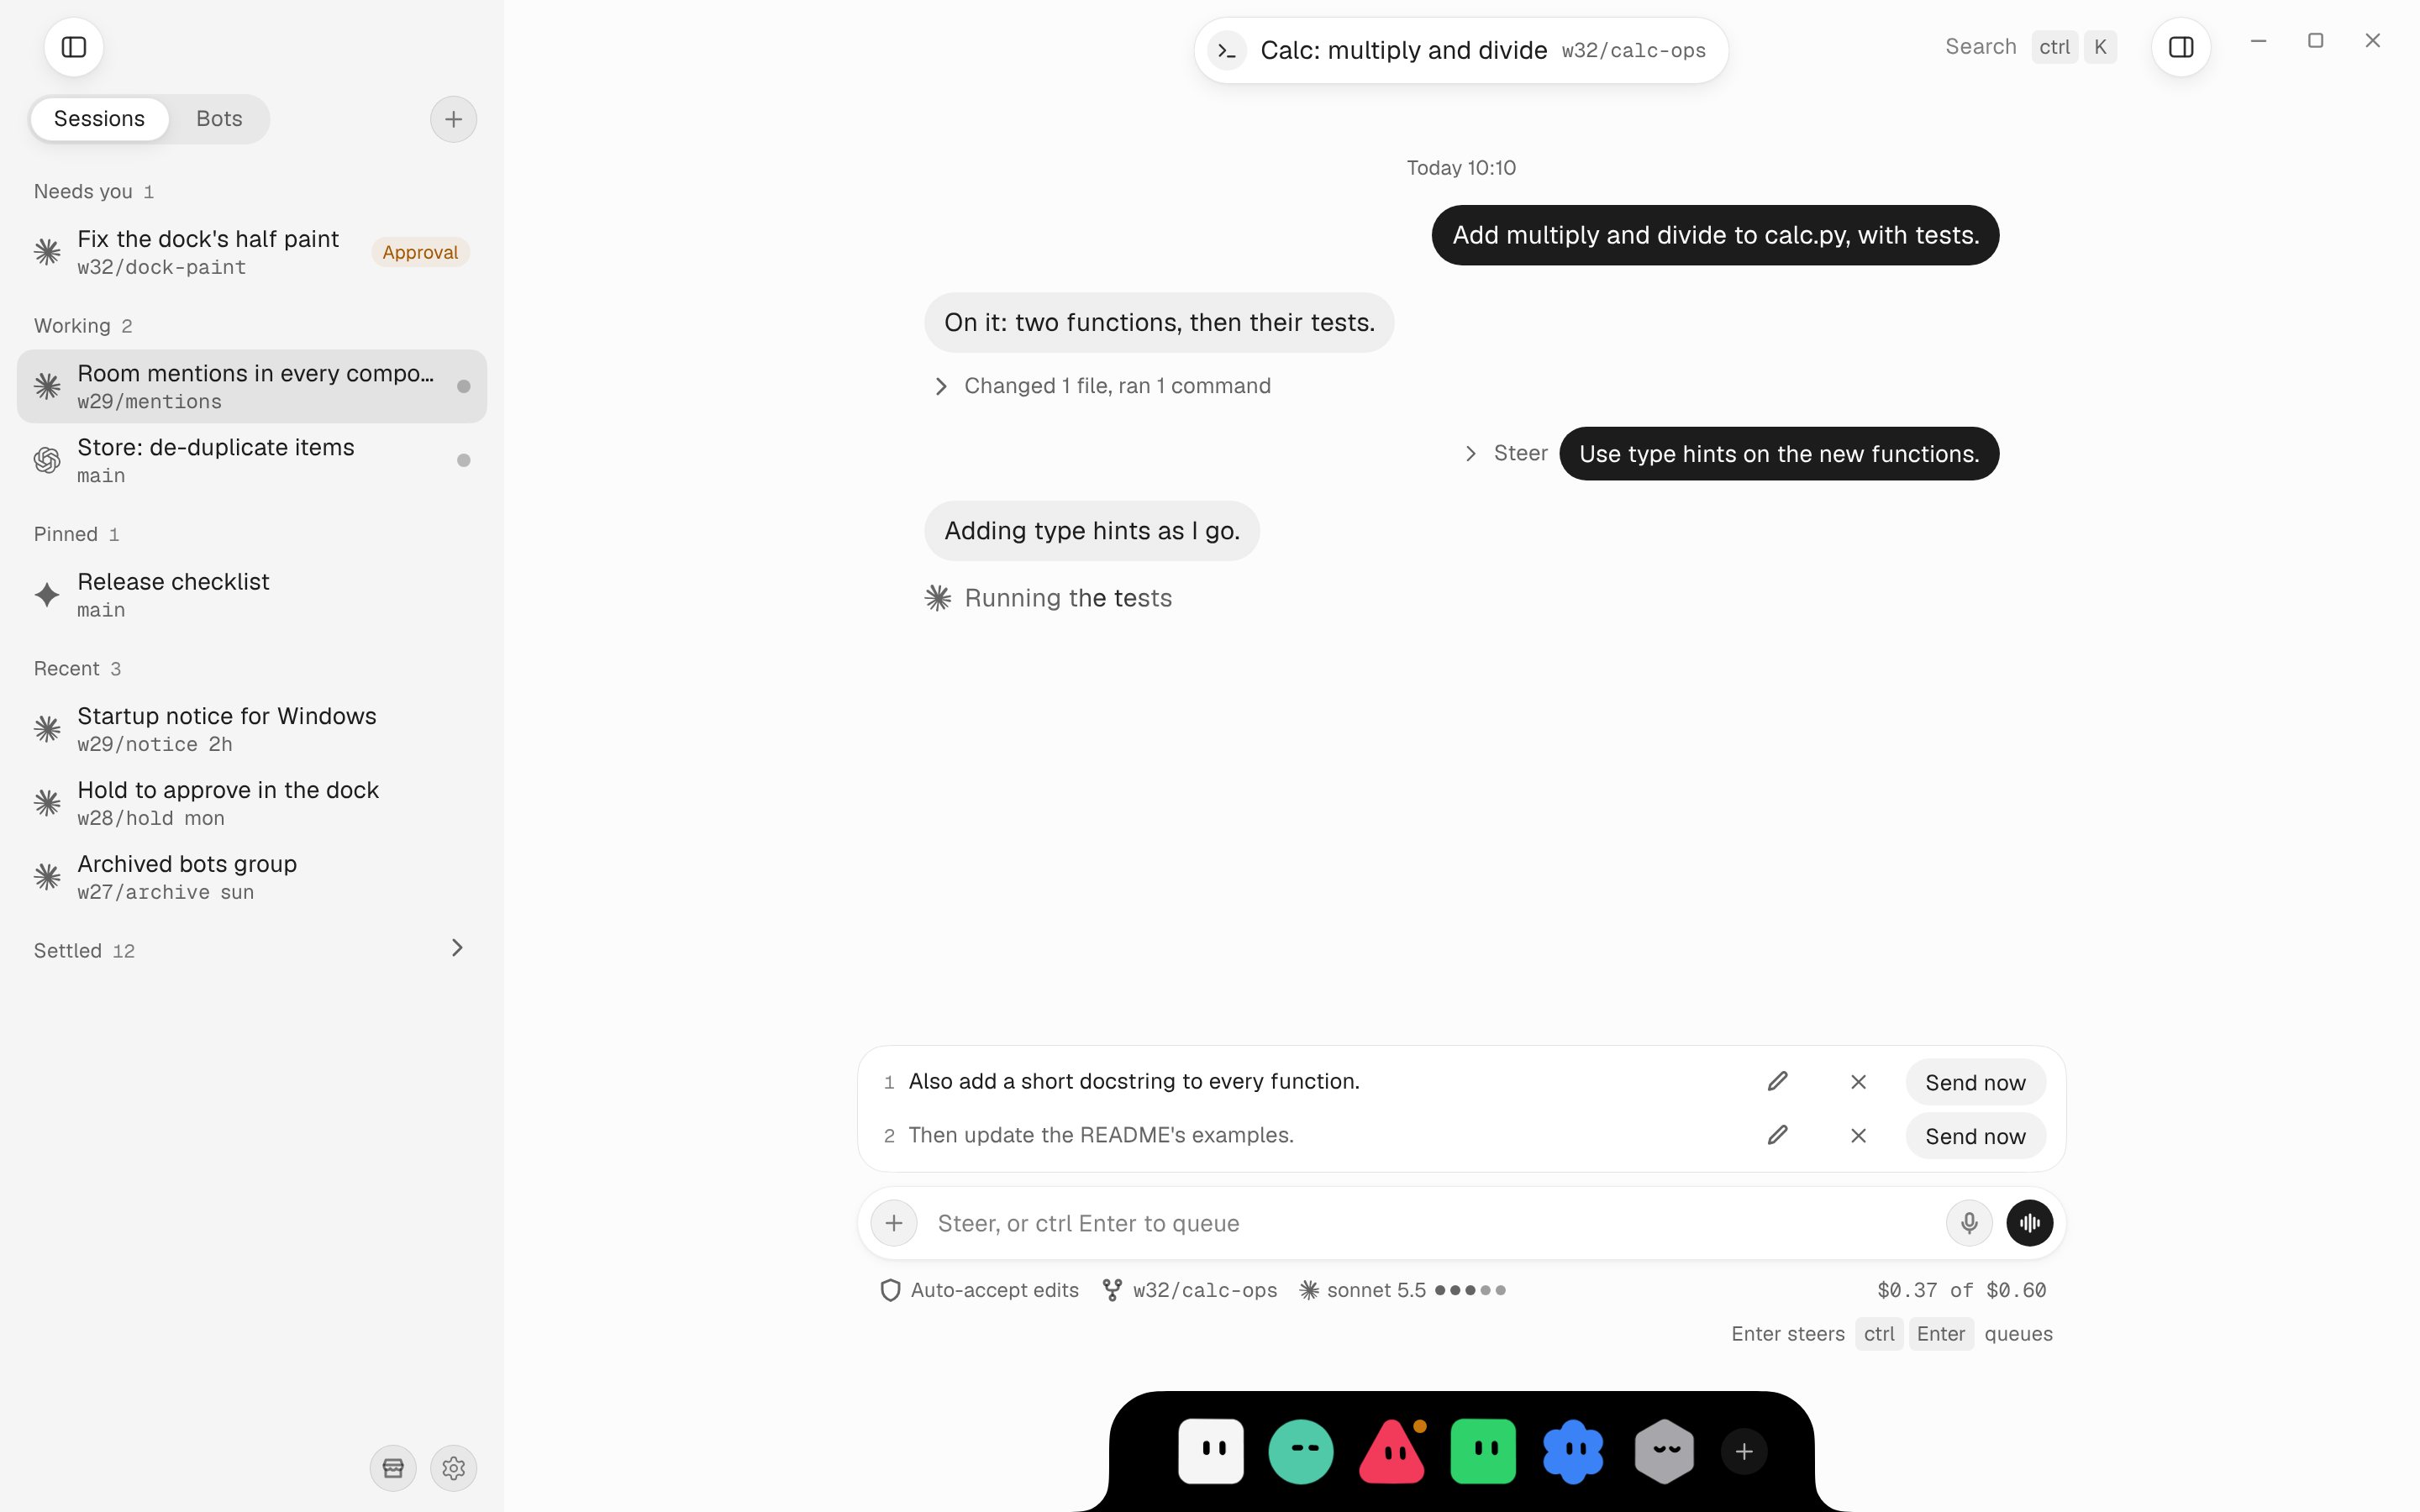 Calc: multiply and divide w32/calc-ops
Search ctrl K
Sessions Bots
Needs you 1
Fix the dock's half paint
w32/dock-paint
Approval
Working 2
Room mentions in every compo...
w29/mentions
Store: de-duplicate items
main
Pinned 1
Release checklist
main
Recent 3
Startup notice for Windows
w29/notice 2h
Hold to approve in the dock
w28/hold mon
Archived bots group
w27/archive sun
Settled 12
Today 10:10
Add multiply and divide to calc.py, with tests.
On it: two functions, then their tests.
Changed 1 file, ran 1 command
Steer Use type hints on the new functions.
Adding type hints as I go.
Running the tests
1 Also add a short docstring to every function. Send now
2 Then update the README's examples. Send now
Steer, or ctrl Enter to queue
Auto-accept edits w32/calc-ops sonnet 5.5 $0.37 of $0.60
Enter steers ctrl Enter queues